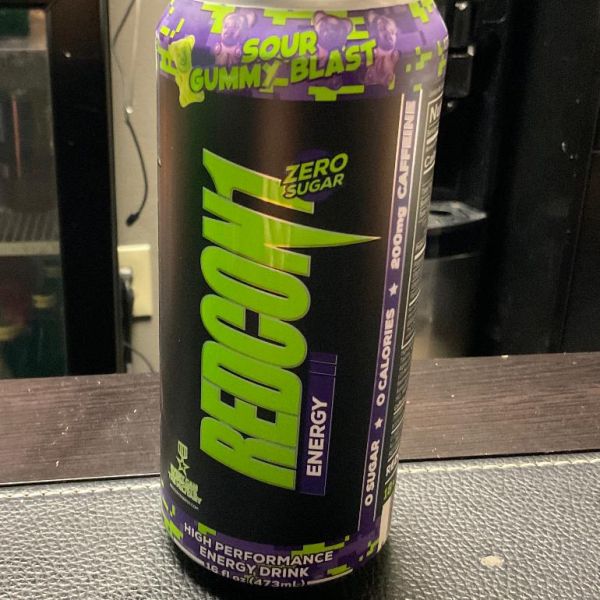 SOUR
GUMMY BLAST
ZERO
SUGAR
REDCON1
ENERGY
0 SUGAR ★ 0 CALORIES ★ 200mg CAFFEINE
HIGH PERFORMANCE
ENERGY DRINK
16 fl oz (473mL)